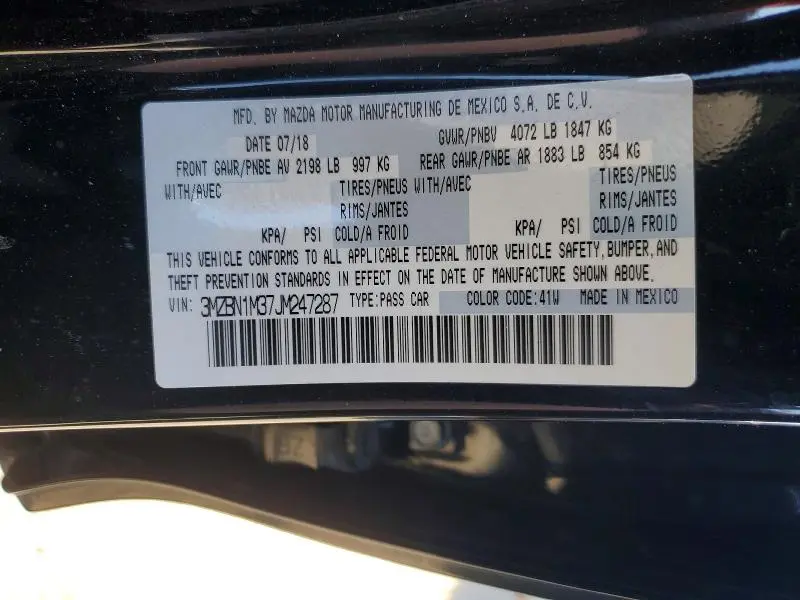 MFD. BY MAZDA MOTOR MANUFACTURING DE MEXICO S.A. DE C.V.
DATE 07/18 GVWR/PNBV 4072 LB 1847 KG
FRONT GAWR/PNBE AV 2198 LB 997 KG REAR GAWR/PNBE AR 1883 LB 854 KG
WITH/AVEC TIRES/PNEUS WITH/AVEC TIRES/PNEUS
RIMS/JANTES RIMS/JANTES
KPA/ PSI COLD/A FROID KPA/ PSI COLD/A FROID
THIS VEHICLE CONFORMS TO ALL APPLICABLE FEDERAL MOTOR VEHICLE SAFETY, BUMPER, AND
THEFT PREVENTION STANDARDS IN EFFECT ON THE DATE OF MANUFACTURE SHOWN ABOVE.
VIN: 3MZBN1M37JM247287 TYPE:PASS CAR COLOR CODE:41W MADE IN MEXICO